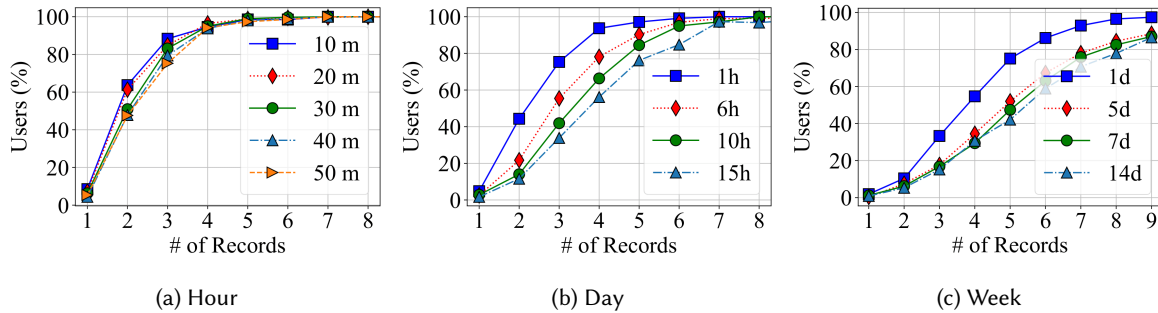 100
80
60
40
20
0
Users (%)
10 m
20 m
30 m
40 m
50 m
1 2 3 4 5 6 7 8
# of Records
(a) Hour
100
80
60
40
20
0
Users (%)
1h
6h
10h
15h
1 2 3 4 5 6 7 8
# of Records
(b) Day
100
80
60
40
20
0
Users (%)
1d
5d
7d
14d
1 2 3 4 5 6 7 8 9
# of Records
(c) Week